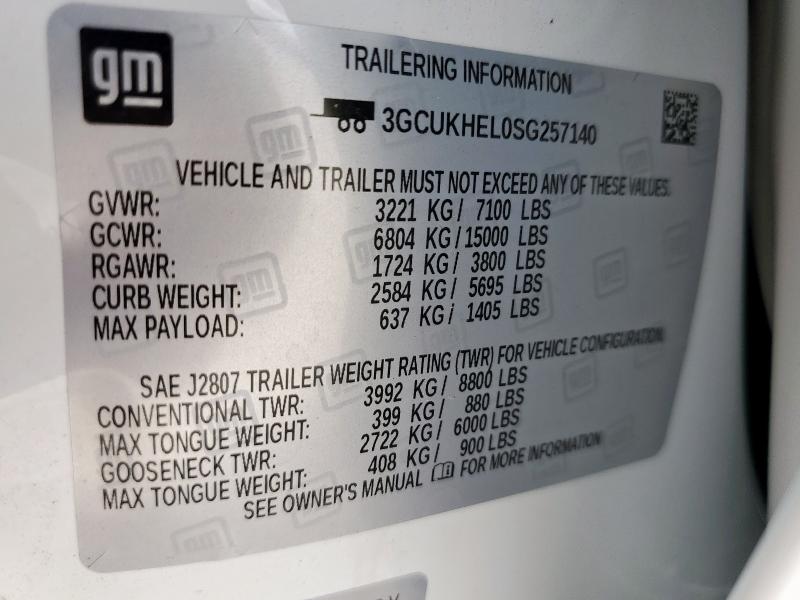 gm
TRAILERING INFORMATION
3GCUKHEL0SG257140
VEHICLE AND TRAILER MUST NOT EXCEED ANY OF THESE VALUES.
GVWR: 3221 KG/ 7100 LBS
GCWR: 6804 KG/15000 LBS
RGAWR: 1724 KG/ 3800 LBS
CURB WEIGHT: 2584 KG/ 5695 LBS
MAX PAYLOAD: 637 KG/ 1405 LBS
SAE J2807 TRAILER WEIGHT RATING (TWR) FOR VEHICLE CONFIGURATION.
CONVENTIONAL TWR: 3992 KG/ 8800 LBS
MAX TONGUE WEIGHT: 399 KG/ 880 LBS
GOOSENECK TWR: 2722 KG/ 6000 LBS
MAX TONGUE WEIGHT: 408 KG/ 900 LBS
SEE OWNER'S MANUAL FOR MORE INFORMATION